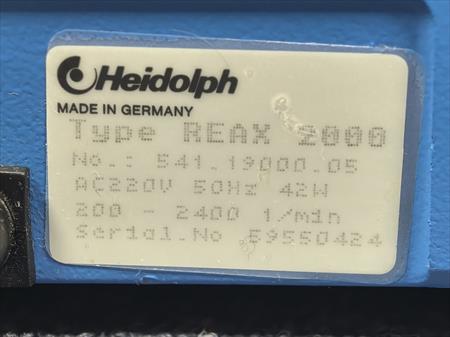 Heidolph
MADE IN GERMANY
Type REAX 2000
No.: 541.19000.05
AC220V 50Hz 42W
200 - 2400 1/min
Serial.No 59550424